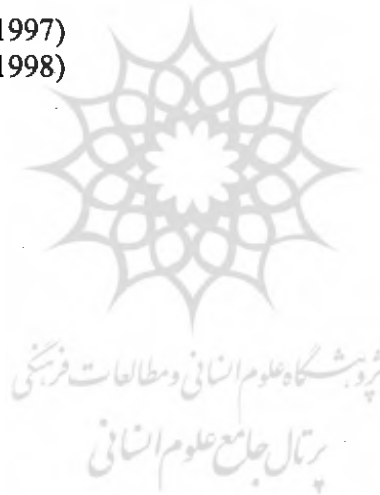 1997)
1998)
پژوهشگاه علوم انسانی و مطالعات فرهنگی
پرتال جامع علوم انسانی